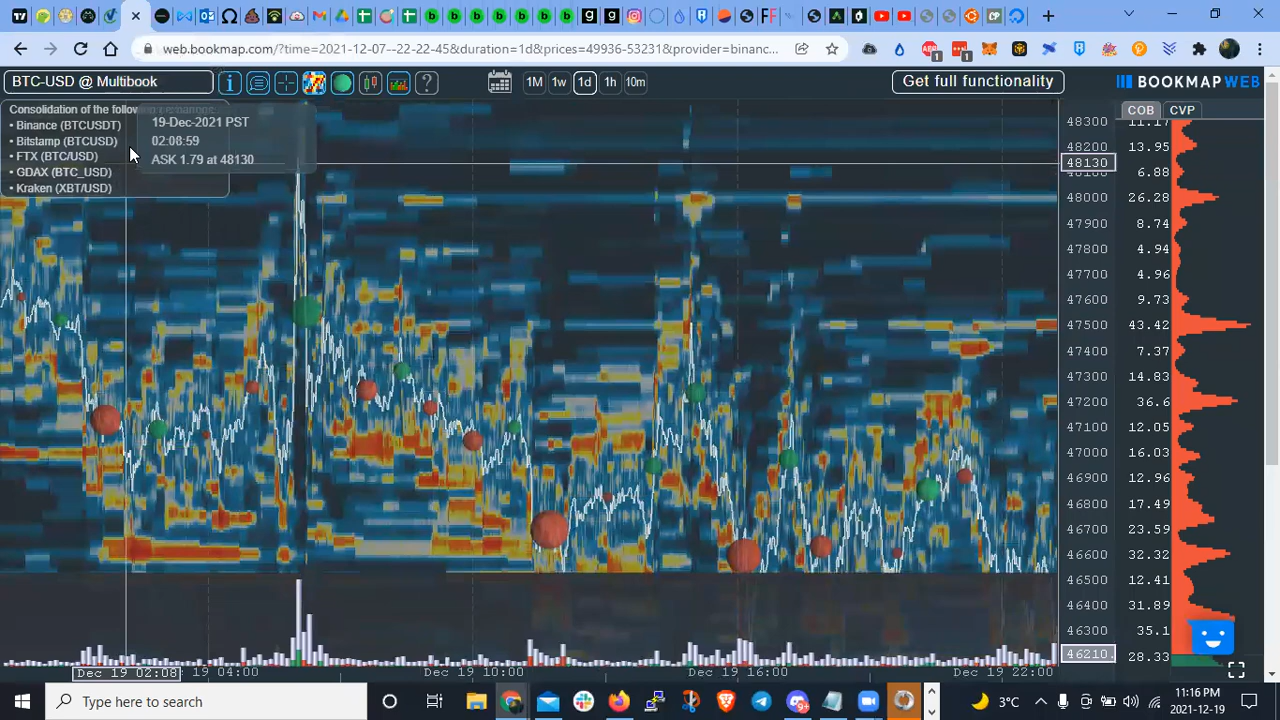 web.bookmap.com/?time=2021-12-07--22-22-45&duration=1d&prices=49936-53231&provider=binanc...
BTC-USD @ Multibook
1M 1w 1d 1h 10m
Get full functionality
BOOKMAP WEB
Consolidation of the following
• Binance (BTCUSDT)
• Bitstamp (BTCUSD)
• FTX (BTC/USD)
• GDAX (BTC_USD)
• Kraken (XBT/USD)
19-Dec-2021 PST
02:08:59
ASK 1.79 at 48130
COB CVP
48300 11.17
48200 13.95
48130
6.88
48000 26.28
47900 8.74
47800 4.94
47700 4.96
47600 9.73
47500 43.42
47400 7.37
47300 14.83
47200 36.6
47100 12.05
47000 16.03
46900 12.96
46800 17.49
46700 23.59
46600 32.32
46500 12.41
46400 31.89
46300 35.1
46210. 28.33
Dec 19 02:08
19 04:00
Dec 19 10:00
Dec 19 16:00
Dec 19 22:00
Type here to search
3°C
11:16 PM
2021-12-19